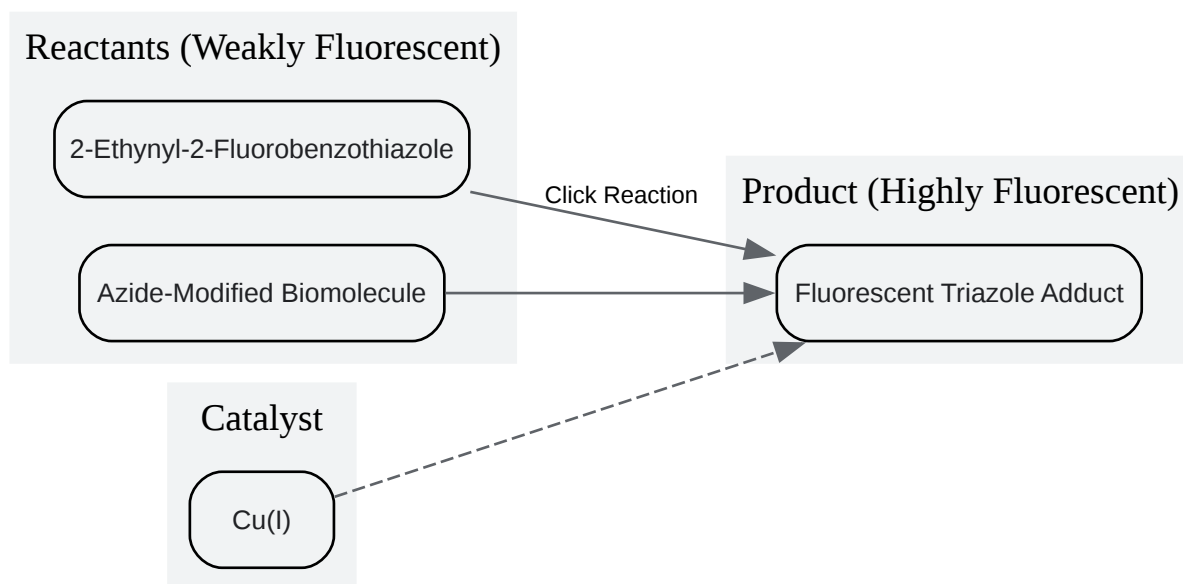 Reactants (Weakly Fluorescent)
2-Ethynyl-2-Fluorobenzothiazole
Azide-Modified Biomolecule
Click Reaction
Product (Highly Fluorescent)
Fluorescent Triazole Adduct
Catalyst
Cu(I)